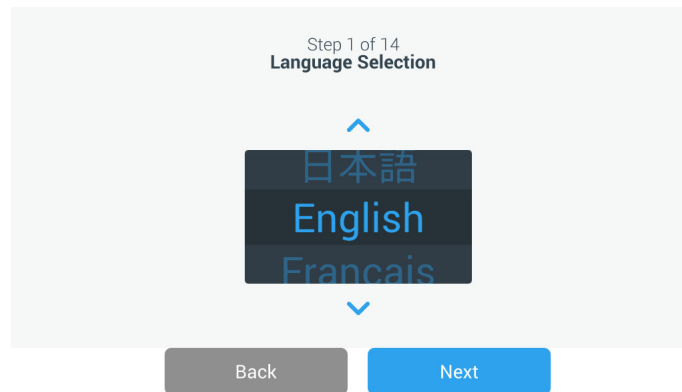 Step 1 of 14
Language Selection
日本語
English
Francais
Back
Next